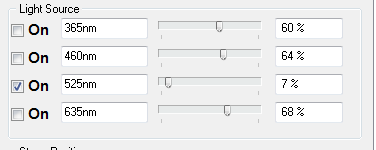 Light Source
On 365nm 60 %
On 460nm 64 %
On 525nm 7 %
On 635nm 68 %